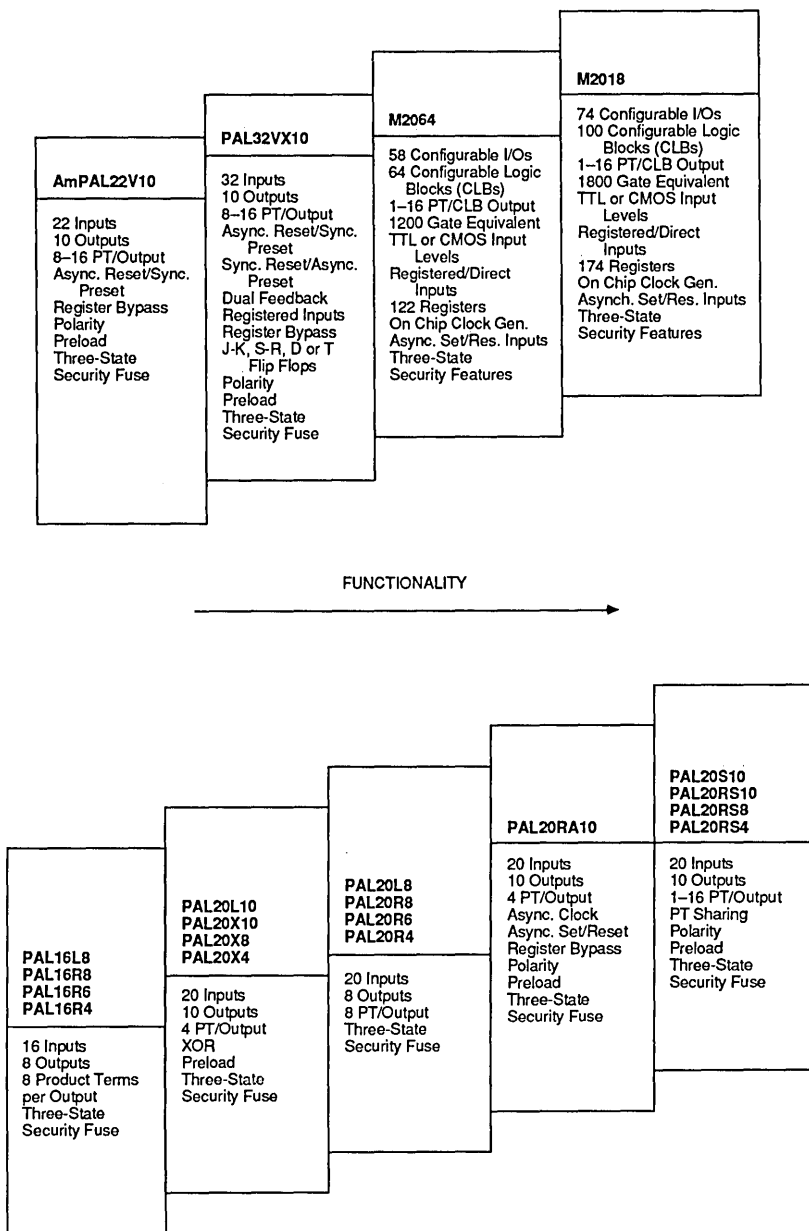 AmPAL22V10
22 Inputs
10 Outputs
8–16 PT/Output
Async. Reset/Sync.
Preset
Register Bypass
Polarity
Preload
Three-State
Security Fuse
PAL32VX10
32 Inputs
10 Outputs
8–16 PT/Output
Async. Reset/Sync.
Preset
Sync. Reset/Async.
Preset
Dual Feedback
Registered Inputs
Register Bypass
J-K, S-R, D or T
Flip Flops
Polarity
Preload
Three-State
Security Fuse
M2064
58 Configurable I/Os
64 Configurable Logic
Blocks (CLBs)
1–16 PT/CLB Output
1200 Gate Equivalent
TTL or CMOS Input
Levels
Registered/Direct
Inputs
122 Registers
On Chip Clock Gen.
Async. Set/Res. Inputs
Three-State
Security Features
M2018
74 Configurable I/Os
100 Configurable Logic
Blocks (CLBs)
1–16 PT/CLB Output
1800 Gate Equivalent
TTL or CMOS Input
Levels
Registered/Direct
Inputs
174 Registers
On Chip Clock Gen.
Asynch. Set/Res. Inputs
Three-State
Security Features
FUNCTIONALITY
PAL16L8
PAL16R8
PAL16R6
PAL16R4
16 Inputs
8 Outputs
8 Product Terms
per Output
Three-State
Security Fuse
PAL20L10
PAL20X10
PAL20X8
PAL20X4
20 Inputs
10 Outputs
4 PT/Output
XOR
Preload
Three-State
Security Fuse
PAL20L8
PAL20R8
PAL20R6
PAL20R4
20 Inputs
8 Outputs
8 PT/Output
Three-State
Security Fuse
PAL20RA10
20 Inputs
10 Outputs
4 PT/Output
Async. Clock
Async. Set/Reset
Register Bypass
Polarity
Preload
Three-State
Security Fuse
PAL20S10
PAL20RS10
PAL20RS8
PAL20RS4
20 Inputs
10 Outputs
1–16 PT/Output
PT Sharing
Polarity
Preload
Three-State
Security Fuse